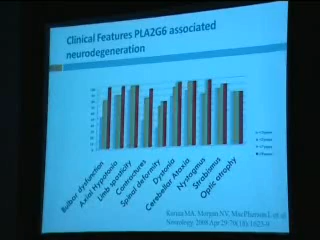 Clinical Features PLA2G6 associated
neurodegeneration
Bulbar dysfunction
Axial Hypotonia
Limb spasticity
Contractures
Spinal deformity
Dystonia
Cerebellar Ataxia
Nystagmus
Strabismus
Optic atrophy
Kurian MA, Morgan NV, MacPherson L et al
Neurology. 2008 Apr 29;70(18):1623-9